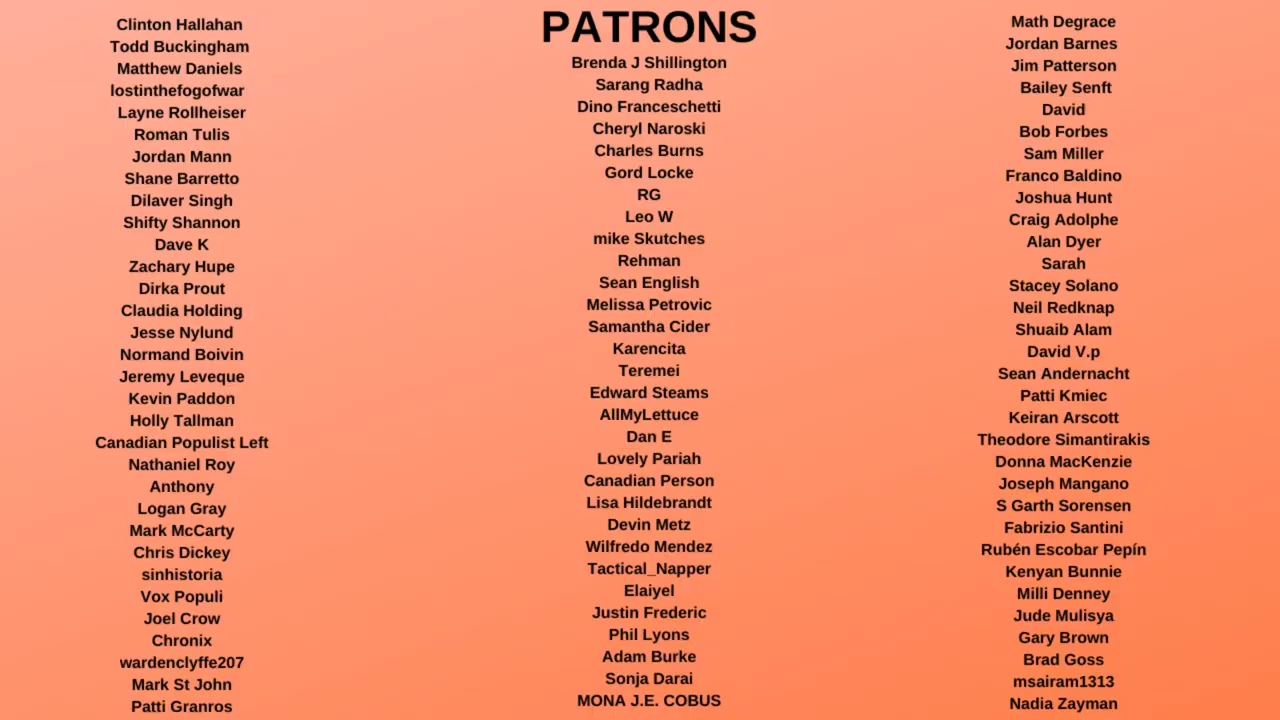 PATRONS
Clinton Hallahan
Todd Buckingham
Matthew Daniels
lostinthefogofwar
Layne Rollheiser
Roman Tulis
Jordan Mann
Shane Barretto
Dilaver Singh
Shifty Shannon
Dave K
Zachary Hupe
Dirka Prout
Claudia Holding
Jesse Nylund
Normand Boivin
Jeremy Leveque
Kevin Paddon
Holly Tallman
Canadian Populist Left
Nathaniel Roy
Anthony
Logan Gray
Mark McCarty
Chris Dickey
sinhistoria
Vox Populi
Joel Crow
Chronix
wardenclyffe207
Mark St John
Patti Granros
Brenda J Shillington
Sarang Radha
Dino Franceschetti
Cheryl Naroski
Charles Burns
Gord Locke
RG
Leo W
mike Skutches
Rehman
Sean English
Melissa Petrovic
Samantha Cider
Karencita
Teremei
Edward Steams
AllMyLettuce
Dan E
Lovely Pariah
Canadian Person
Lisa Hildebrandt
Devin Metz
Wilfredo Mendez
Tactical_Napper
Elaiyel
Justin Frederic
Phil Lyons
Adam Burke
Sonja Darai
MONA J.E. COBUS
Math Degrace
Jordan Barnes
Jim Patterson
Bailey Senft
David
Bob Forbes
Sam Miller
Franco Baldino
Joshua Hunt
Craig Adolphe
Alan Dyer
Sarah
Stacey Solano
Neil Redknap
Shuaib Alam
David V.p
Sean Andernacht
Patti Kmiec
Keiran Arscott
Theodore Simantirakis
Donna MacKenzie
Joseph Mangano
S Garth Sorensen
Fabrizio Santini
Rubén Escobar Pepín
Kenyan Bunnie
Milli Denney
Jude Mulisya
Gary Brown
Brad Goss
msairam1313
Nadia Zayman